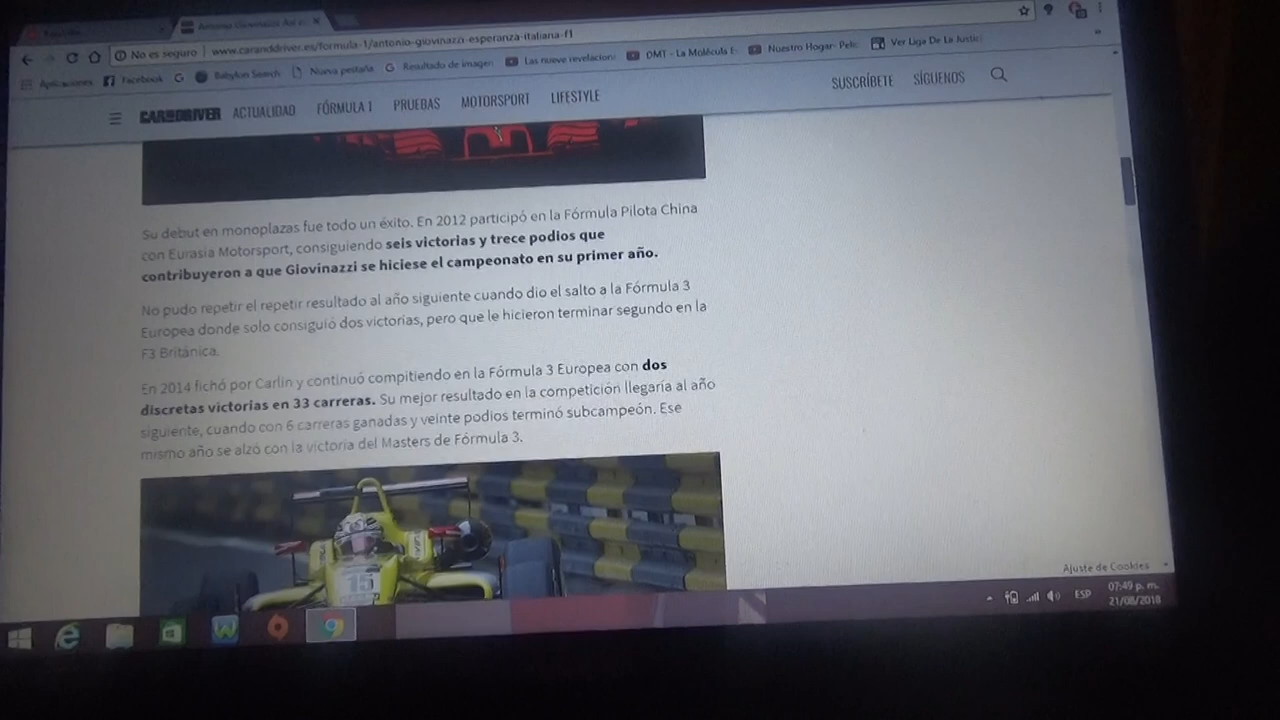 No es seguro | www.caranddriver.es/formula-1/antonio-giovinazzi-esperanza-italiana-f1
Aplicaciones Facebook Babylon Search Nueva pestaña Resultado de imagen Las nueve revelacion DMT - La Molécula E Nuestro Hogar- Pelic Ver Liga De La Justic
CAR AND DRIVER ACTUALIDAD FÓRMULA 1 PRUEBAS MOTORSPORT LIFESTYLE SUSCRÍBETE SÍGUENOS
Su debut en monoplazas fue todo un éxito. En 2012 participó en la Fórmula Pilota China
con Eurasia Motorsport, consiguiendo seis victorias y trece podios que
contribuyeron a que Giovinazzi se hiciese el campeonato en su primer año.
No pudo repetir el repetir resultado al año siguiente cuando dio el salto a la Fórmula 3
Europea donde solo consiguió dos victorias, pero que le hicieron terminar segundo en la
F3 Británica.
En 2014 fichó por Carlin y continuó compitiendo en la Fórmula 3 Europea con dos
discretas victorias en 33 carreras. Su mejor resultado en la competición llegaría al año
siguiente, cuando con 6 carreras ganadas y veinte podios terminó subcampeón. Ese
mismo año se alzó con la victoria del Masters de Fórmula 3.
15
Ajuste de Cookies
ESP
07:49 p. m.
21/08/2018